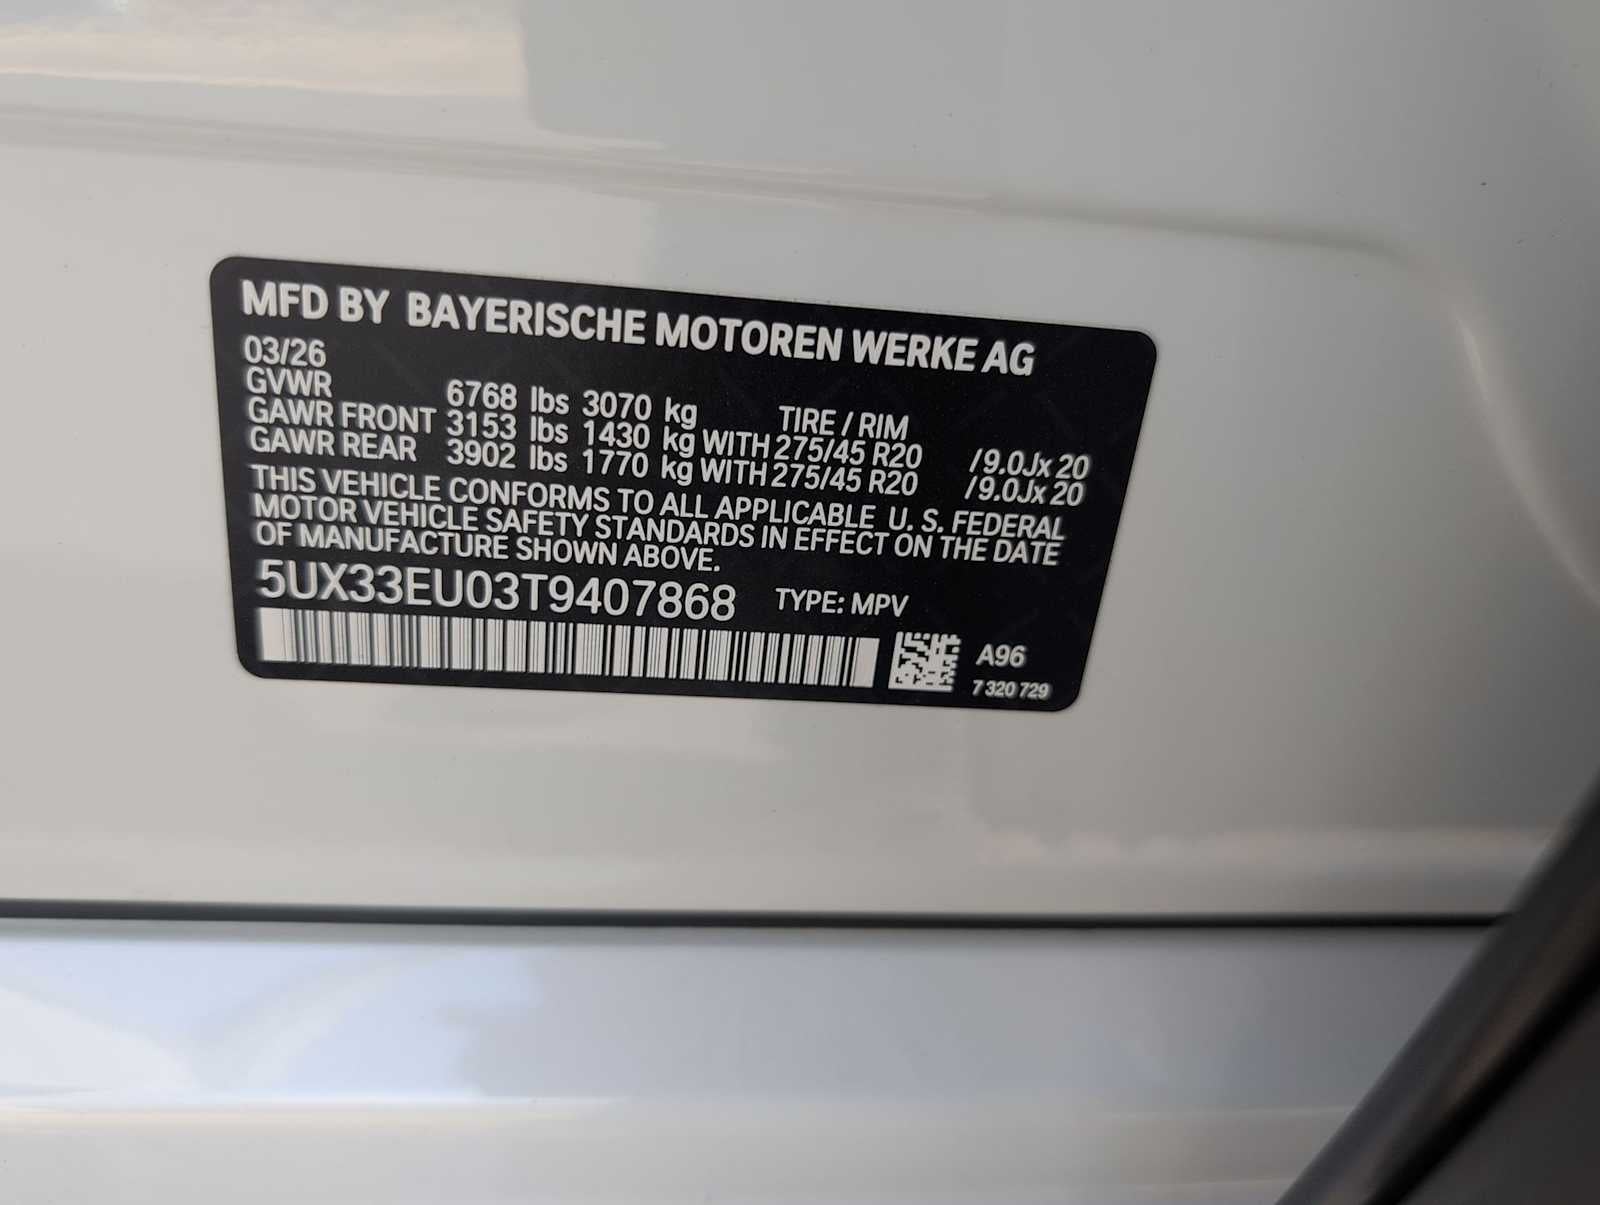 MFD BY BAYERISCHE MOTOREN WERKE AG
03/26
GVWR 6768 lbs 3070 kg TIRE / RIM
GAWR FRONT 3153 lbs 1430 kg WITH 275/45 R20 /9.0Jx 20
GAWR REAR 3902 lbs 1770 kg WITH 275/45 R20 /9.0Jx 20
THIS VEHICLE CONFORMS TO ALL APPLICABLE U. S. FEDERAL
MOTOR VEHICLE SAFETY STANDARDS IN EFFECT ON THE DATE
OF MANUFACTURE SHOWN ABOVE.
5UX33EU03T9407868 TYPE: MPV
A96
7 320 729